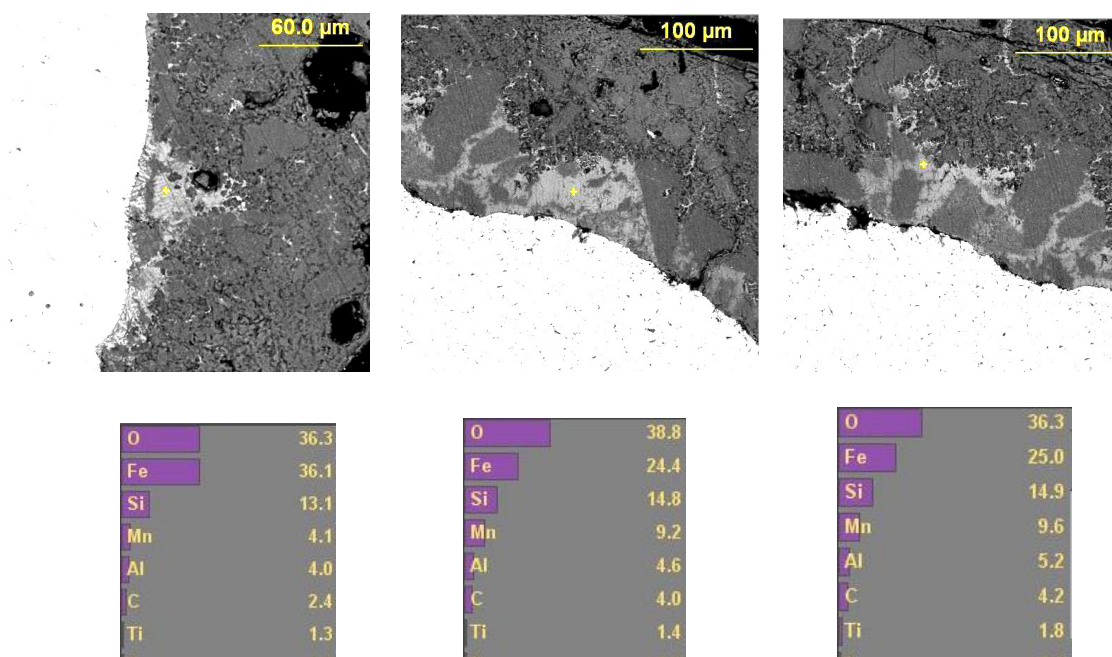 60.0 µm
100 µm
100 µm
O 36.3
Fe 36.1
Si 13.1
Mn 4.1
Al 4.0
C 2.4
Ti 1.3
O 38.8
Fe 24.4
Si 14.8
Mn 9.2
Al 4.6
C 4.0
Ti 1.4
O 36.3
Fe 25.0
Si 14.9
Mn 9.6
Al 5.2
C 4.2
Ti 1.8